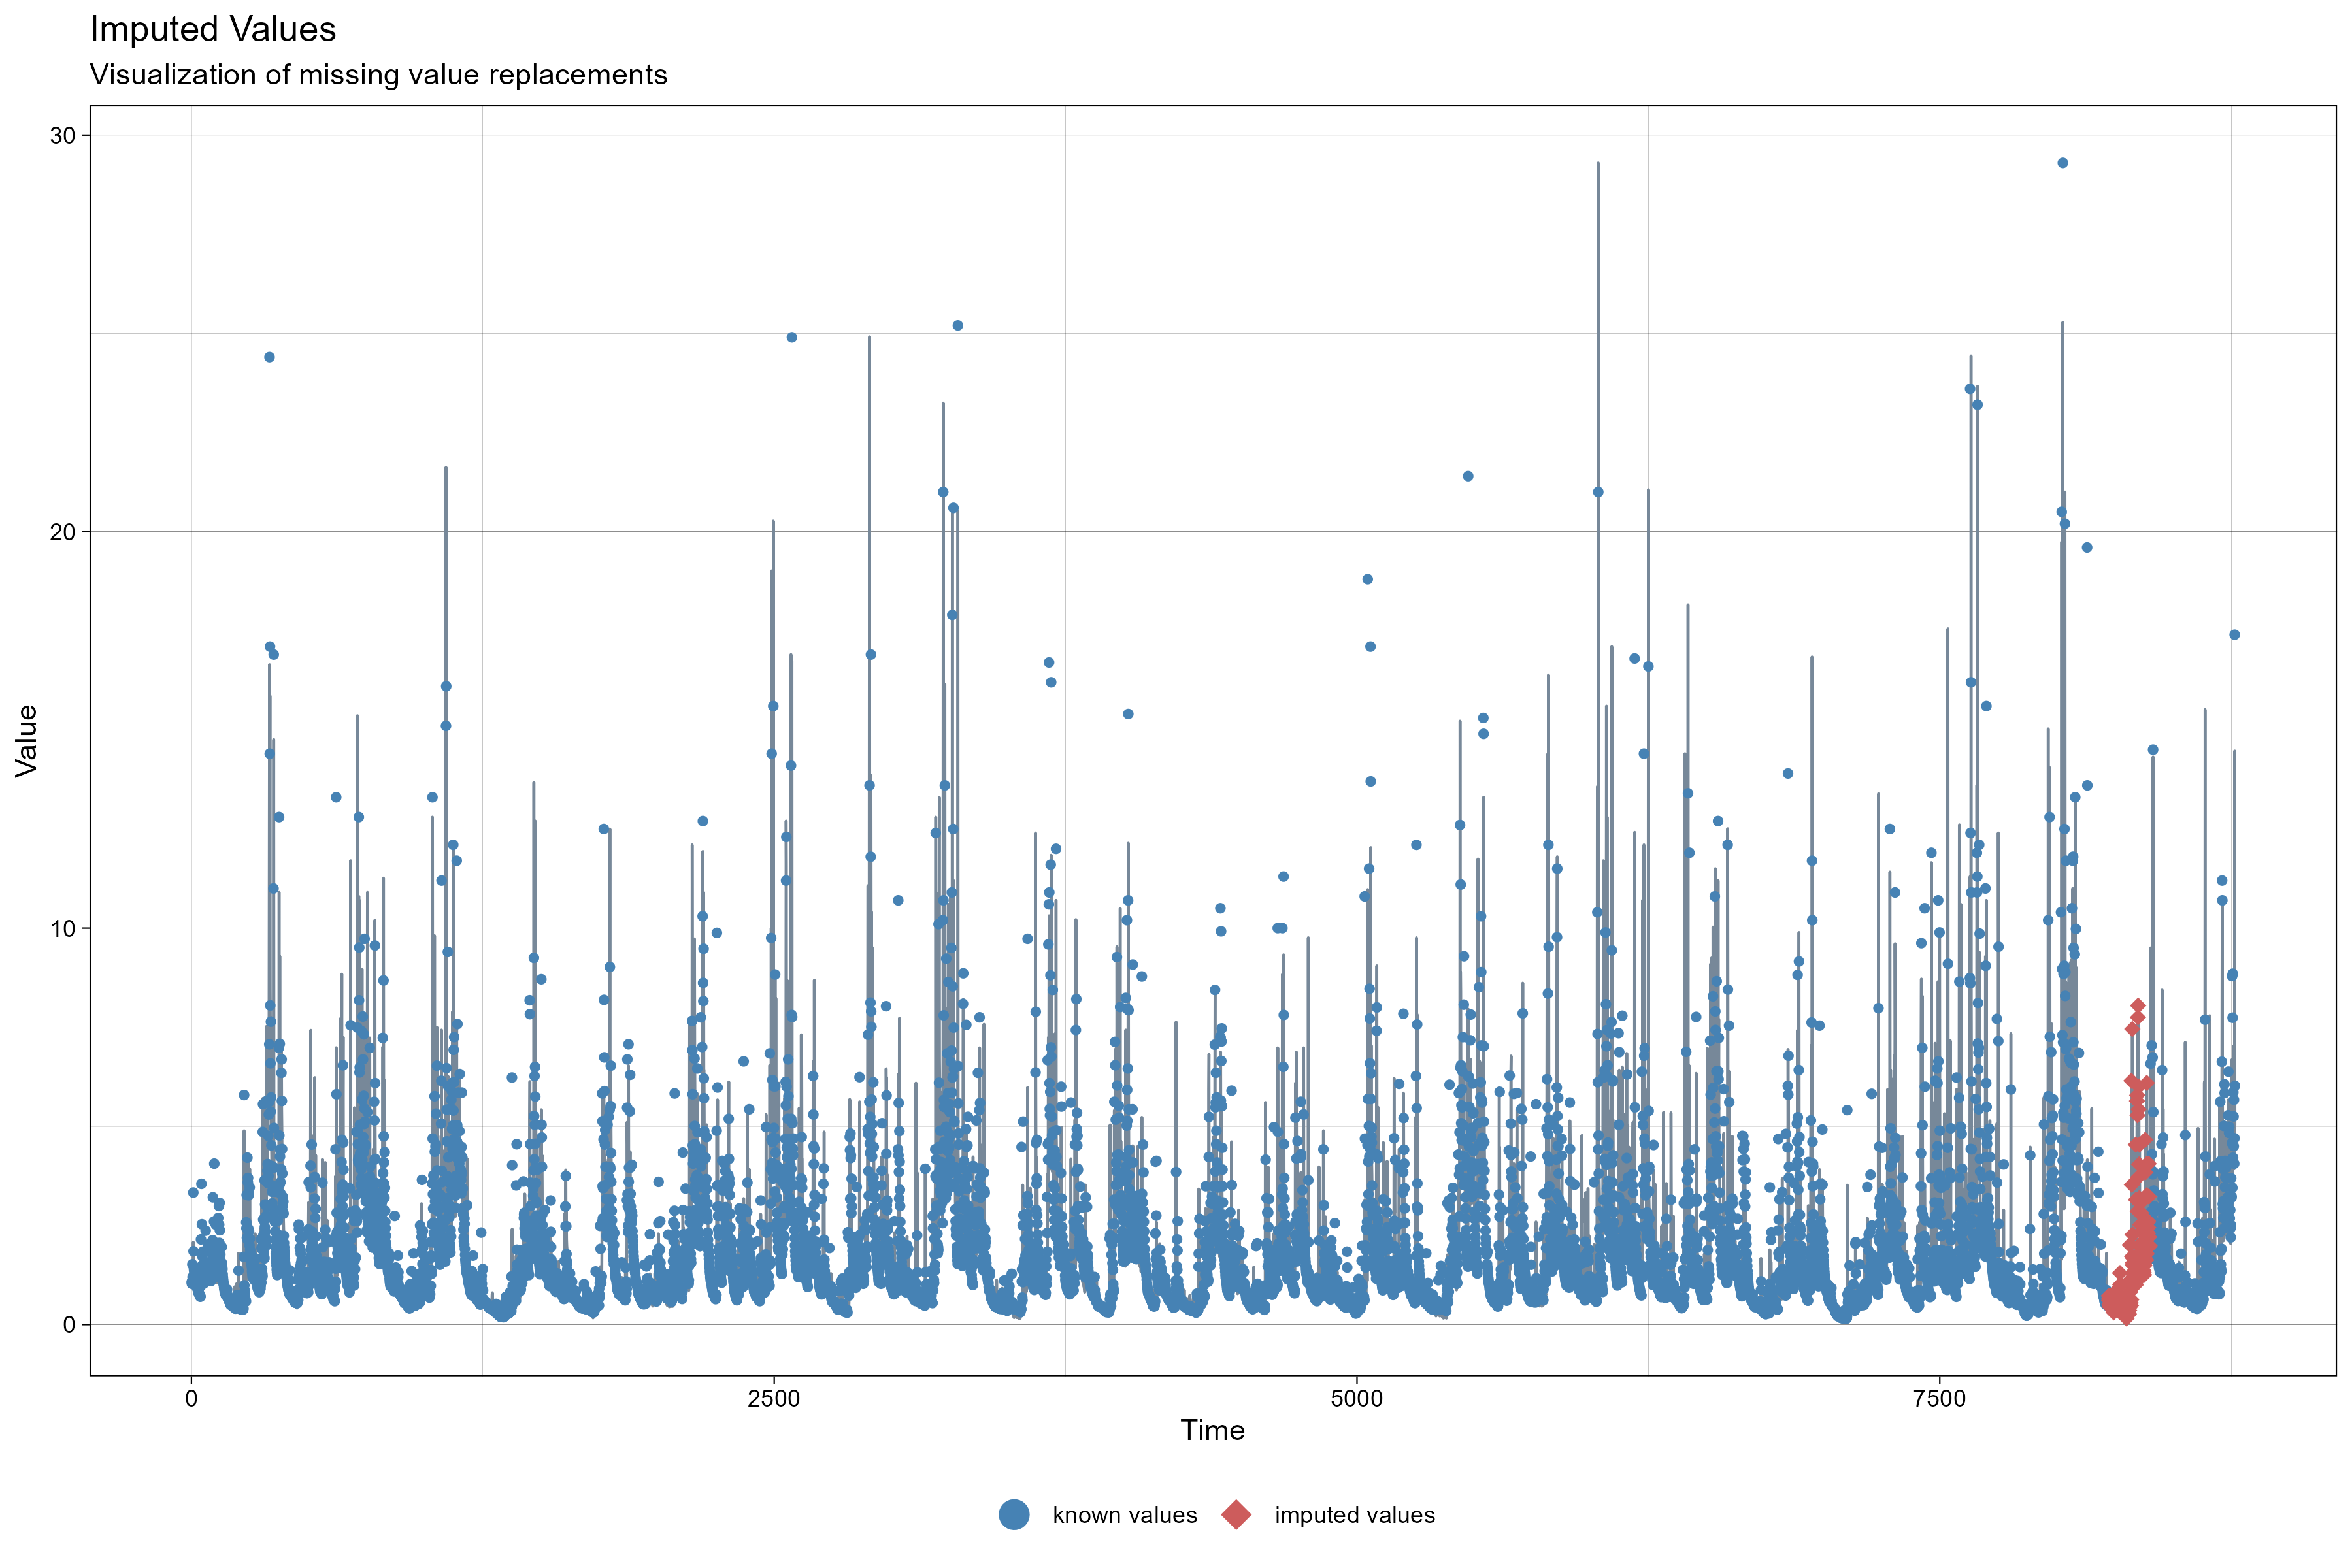 Imputed Values
Visualization of missing value replacements
30
20
10
0
Value
0 2500 5000 7500
Time
known values imputed values